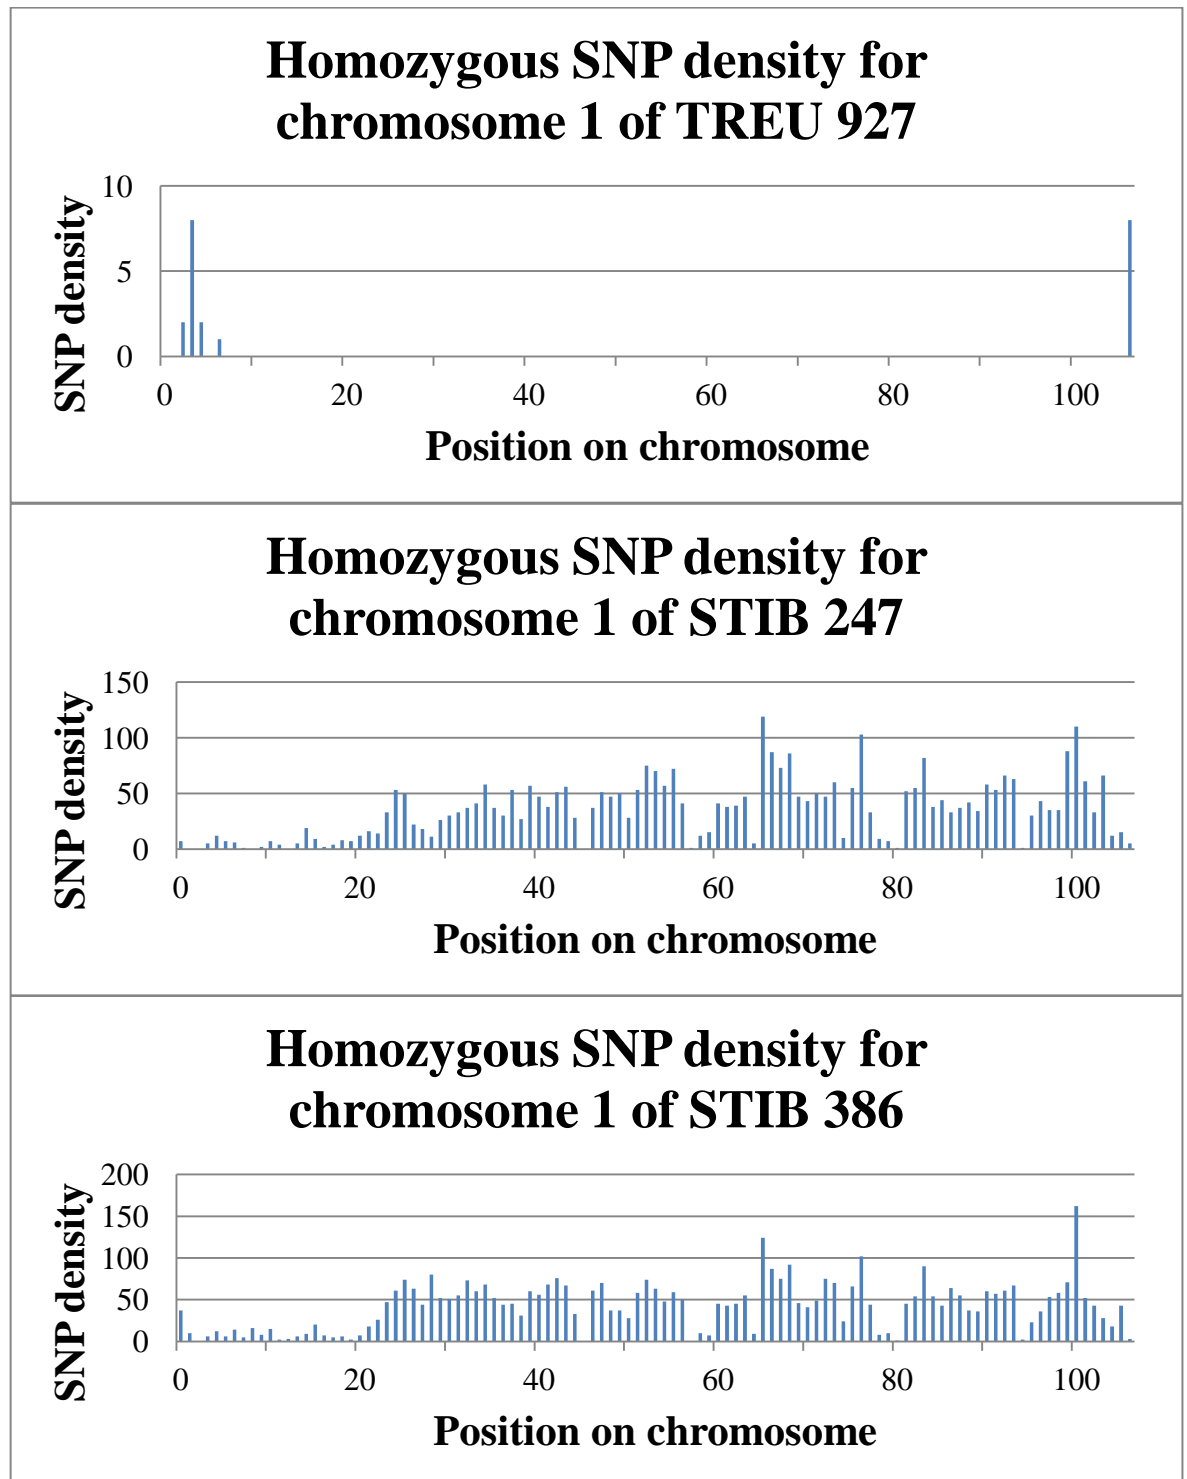 Homozygous SNP density for
chromosome 1 of TREU 927
10
5
0
SNP density
0 20 40 60 80 100
Position on chromosome
Homozygous SNP density for
chromosome 1 of STIB 247
150
100
50
0
SNP density
0 20 40 60 80 100
Position on chromosome
Homozygous SNP density for
chromosome 1 of STIB 386
200
150
100
50
0
SNP density
0 20 40 60 80 100
Position on chromosome